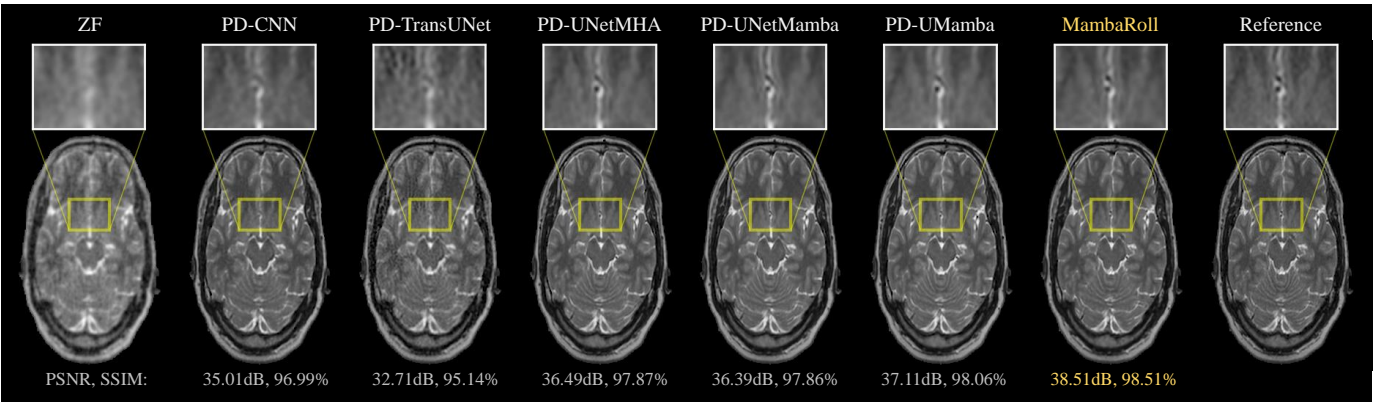 ZF PD-CNN PD-TransUNet PD-UNetMHA PD-UNetMamba PD-UMamba MambaRoll Reference
PSNR, SSIM: 35.01dB, 96.99% 32.71dB, 95.14% 36.49dB, 97.87% 36.39dB, 97.86% 37.11dB, 98.06% 38.51dB, 98.51%